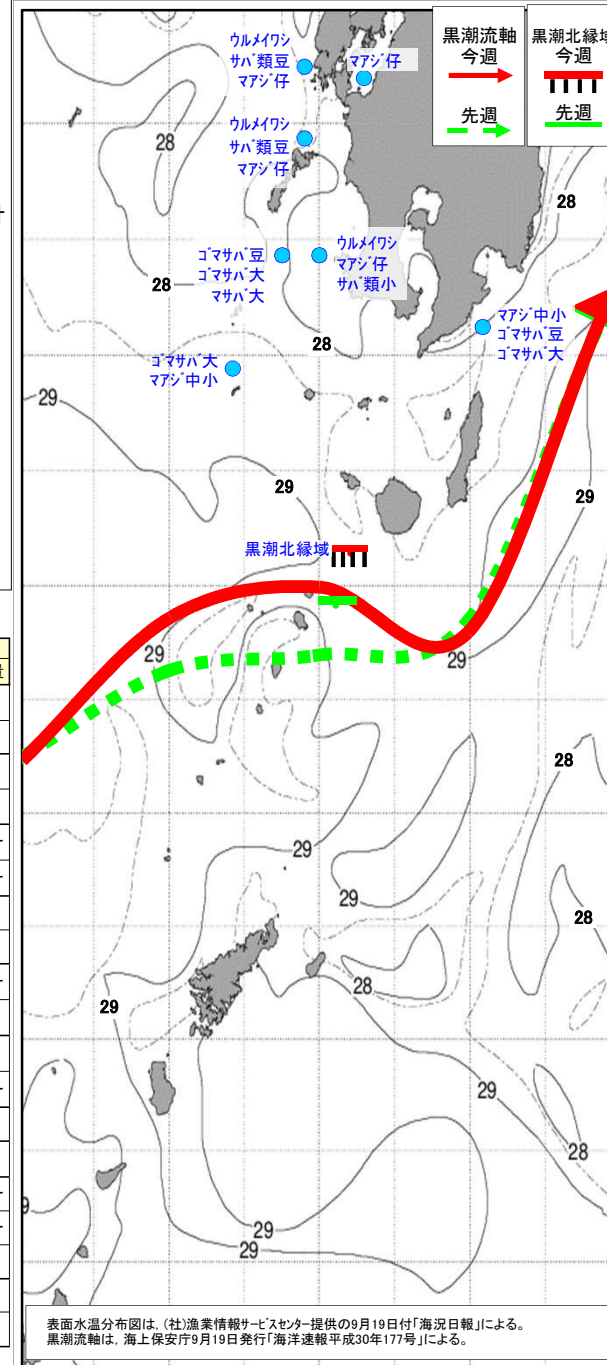 黒潮流軸
今週
先週
黒潮北縁域
今週
先週
ウルメイワシ
サバ類豆
マアジ仔
マアジ仔
ウルメイワシ
サバ類豆
マアジ仔
28
28
ゴマサバ豆
ゴマサバ大
マサバ大
ウルメイワシ
マアジ仔
サバ類小
28
28
マアジ中小
ゴマサバ豆
ゴマサバ大
ゴマサバ大
マアジ中小
29
29
29
黒潮北縁域
29
29
28
29
29
28
28
29
29
28
29
29
表面水温分布図は、(社)漁業情報サービスセンター提供の9月19日付「海況日報」による。
黒潮流軸は、海上保安庁9月19日発行「海洋速報平成30年177号」による。